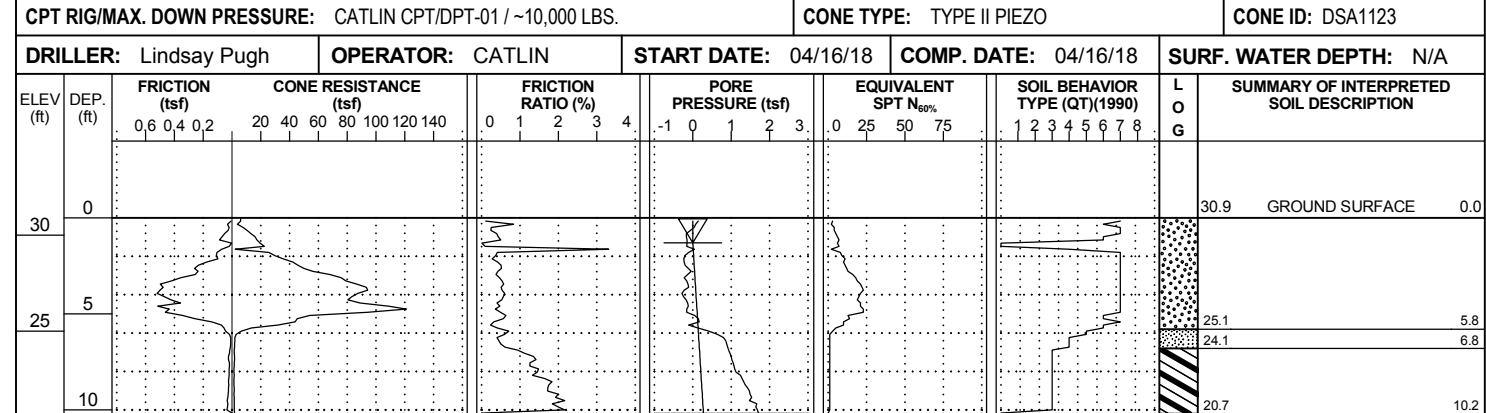 CPT RIG/MAX. DOWN PRESSURE: CATLIN CPT/DPT-01 / ~10,000 LBS. CONE TYPE: TYPE II PIEZO CONE ID: DSA1123
DRILLER: Lindsay Pugh OPERATOR: CATLIN START DATE: 04/16/18 COMP. DATE: 04/16/18 SURF. WATER DEPTH: N/A
ELEV (ft)
DEP. (ft)
FRICTION
(tsf)
0,6 0,4 0,2
CONE RESISTANCE
(tsf)
20 40 60 80 100 120 140
FRICTION
RATIO (%)
0 1 2 3 4
PORE
PRESSURE (tsf)
-1 0 1 2 3
EQUIVALENT
SPT N60%
0 25 50 75
SOIL BEHAVIOR
TYPE (QT)(1990)
1 2 3 4 5 6 7 8
L
O
G
SUMMARY OF INTERPRETED
SOIL DESCRIPTION
0
30.9 GROUND SURFACE 0.0
30
5
25
25.1 5.8
24.1 6.8
10
20.7 10.2